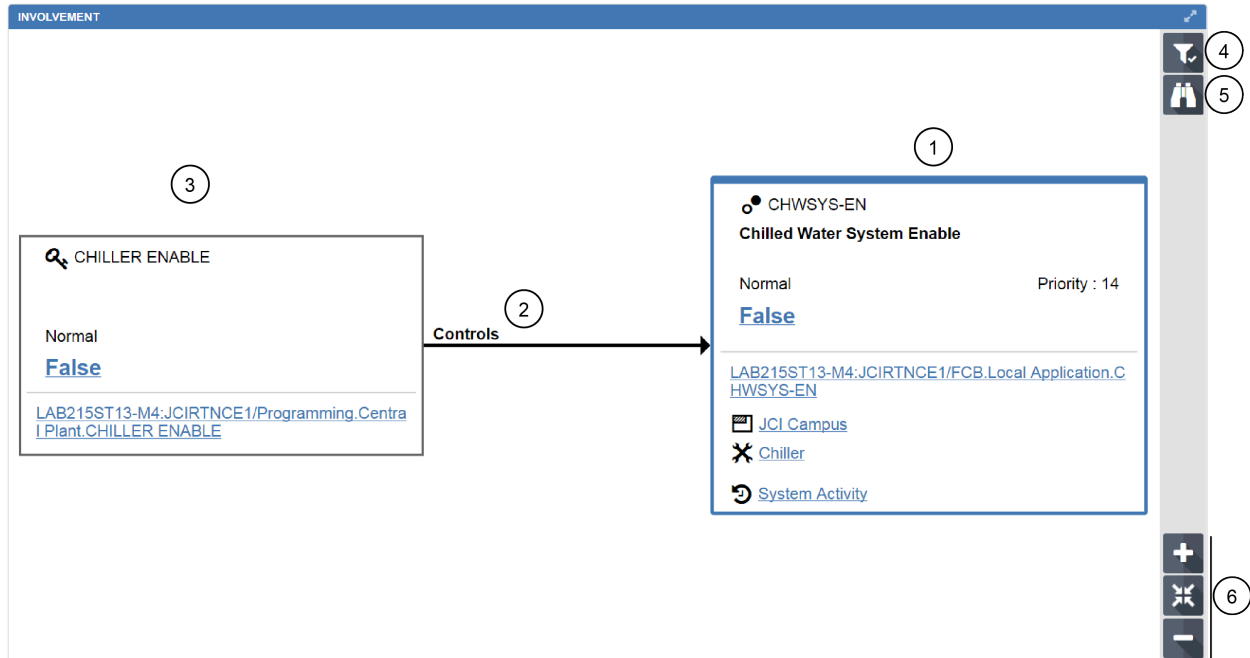 INVOLVEMENT
4
5
1
3
CHWSYS-EN
Chilled Water System Enable
CHILLER ENABLE
Normal
Priority : 14
2
False
Controls
Normal
False
LAB215ST13-M4:JCIRTNCE1/FCB.Local Application.C
HWSYS-EN
LAB215ST13-M4:JCIRTNCE1/Programming.Centra
l Plant.CHILLER ENABLE
JCI Campus
Chiller
System Activity
6